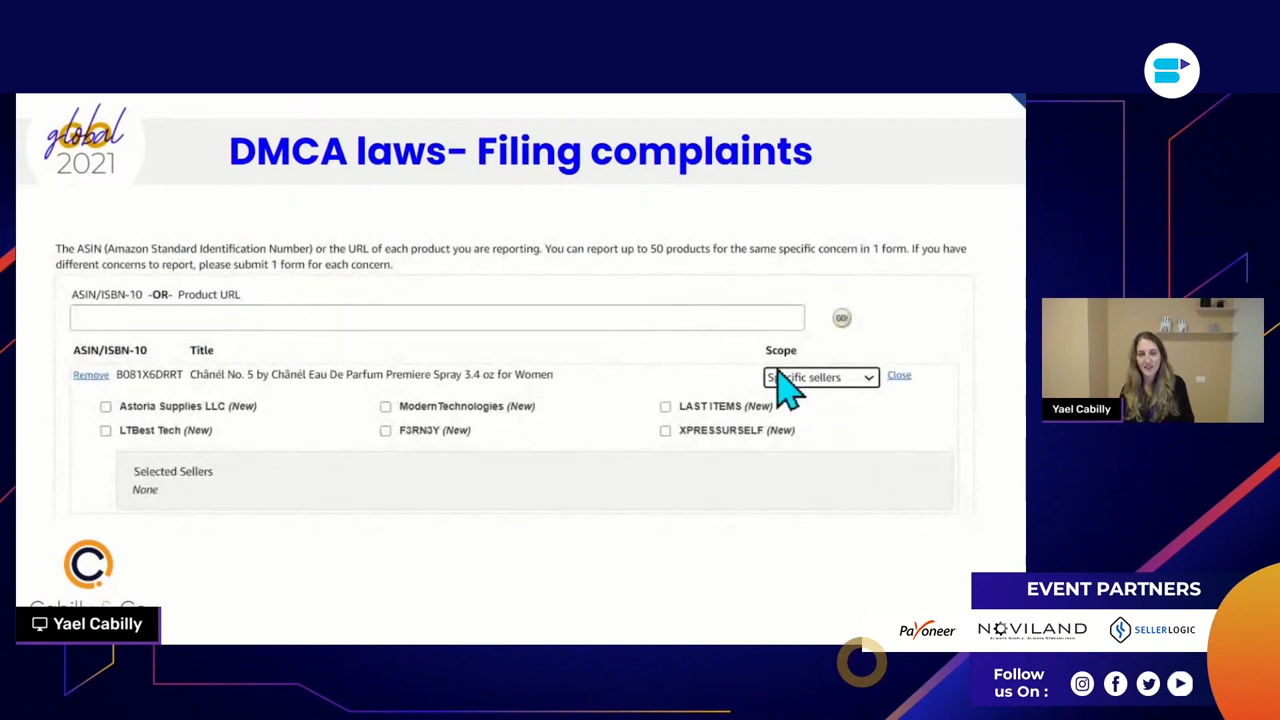 global
2021
DMCA laws- Filing complaints
The ASIN (Amazon Standard Identification Number) or the URL of each product you are reporting. You can report up to 50 products for the same specific concern in 1 form. If you have
different concerns to report, please submit 1 form for each concern.
ASIN/ISBN-10 -OR- Product URL
GO!
ASIN/ISBN-10 Title Scope
Remove B081X6DRRT Chânél No. 5 by Chânél Eau De Parfum Premiere Spray 3.4 oz for Women Specific sellers Close
Astoria Supplies LLC (New) ModernTechnologies (New) LAST ITEMS (New)
LTBest Tech (New) F3RN3Y (New) XPRESSURSELF (New)
Selected Sellers
None
Yael Cabilly
Yael Cabilly
EVENT PARTNERS
Payoneer NOVILAND SELLERLOGIC
Follow
us On :